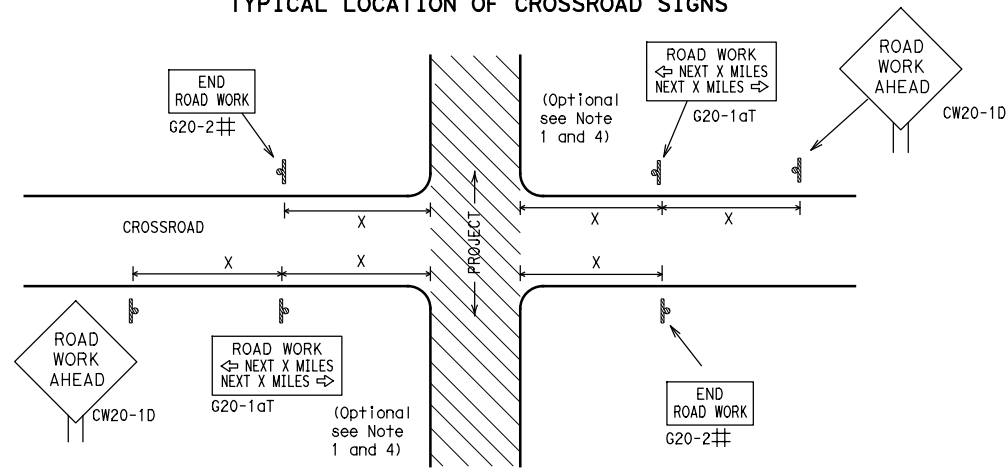 TYPICAL LOCATION OF CROSSROAD SIGNS
END
ROAD WORK
G20-2#
(Optional
see Note
1 and 4)
ROAD WORK
⇦ NEXT X MILES
NEXT X MILES ⇨
G20-1aT
ROAD
WORK
AHEAD
CW20-1D
X
X
X
CROSSROAD
PROJECT
X
X
X
ROAD
WORK
AHEAD
CW20-1D
ROAD WORK
⇦ NEXT X MILES
NEXT X MILES ⇨
G20-1aT
(Optional
see Note
1 and 4)
END
ROAD WORK
G20-2#